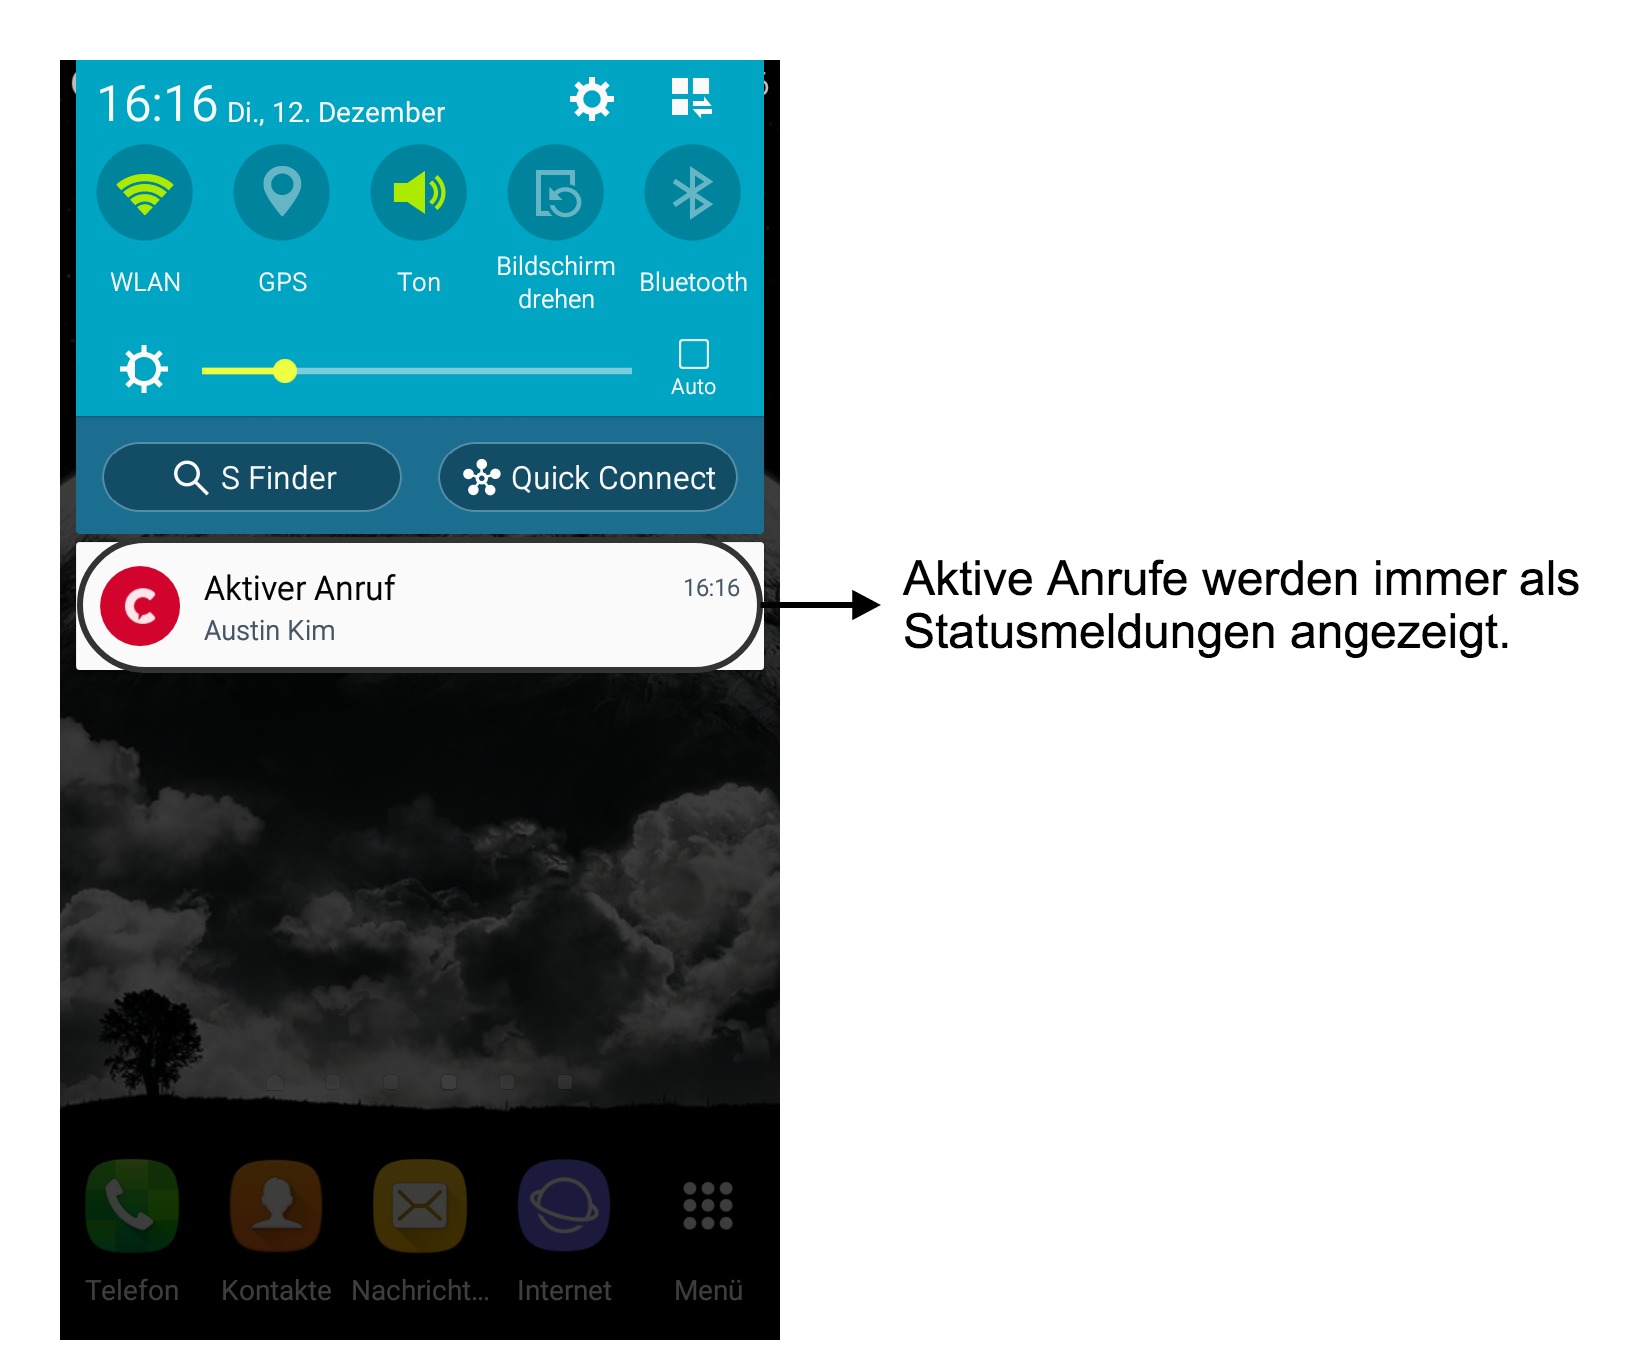 16:16 Di., 12. Dezember
WLAN
GPS
Ton
Bildschirm
drehen
Bluetooth
Auto
S Finder
Quick Connect
Aktiver Anruf
16:16
Austin Kim
Aktive Anrufe werden immer als
Statusmeldungen angezeigt.
Telefon
Kontakte
Nachricht...
Internet
Menü